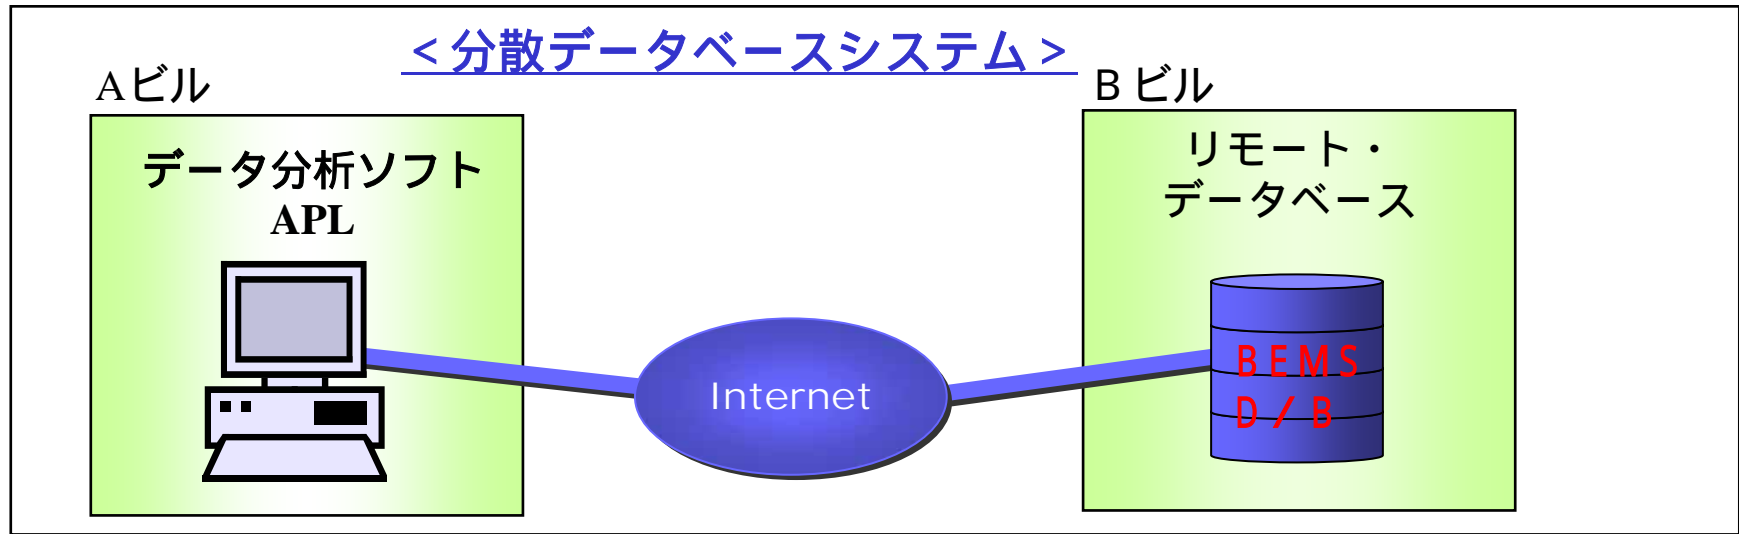 <分散データベースシステム>
Aビル
データ分析ソフト
APL
Internet
Bビル
リモート・
データベース
BEMS
D/B